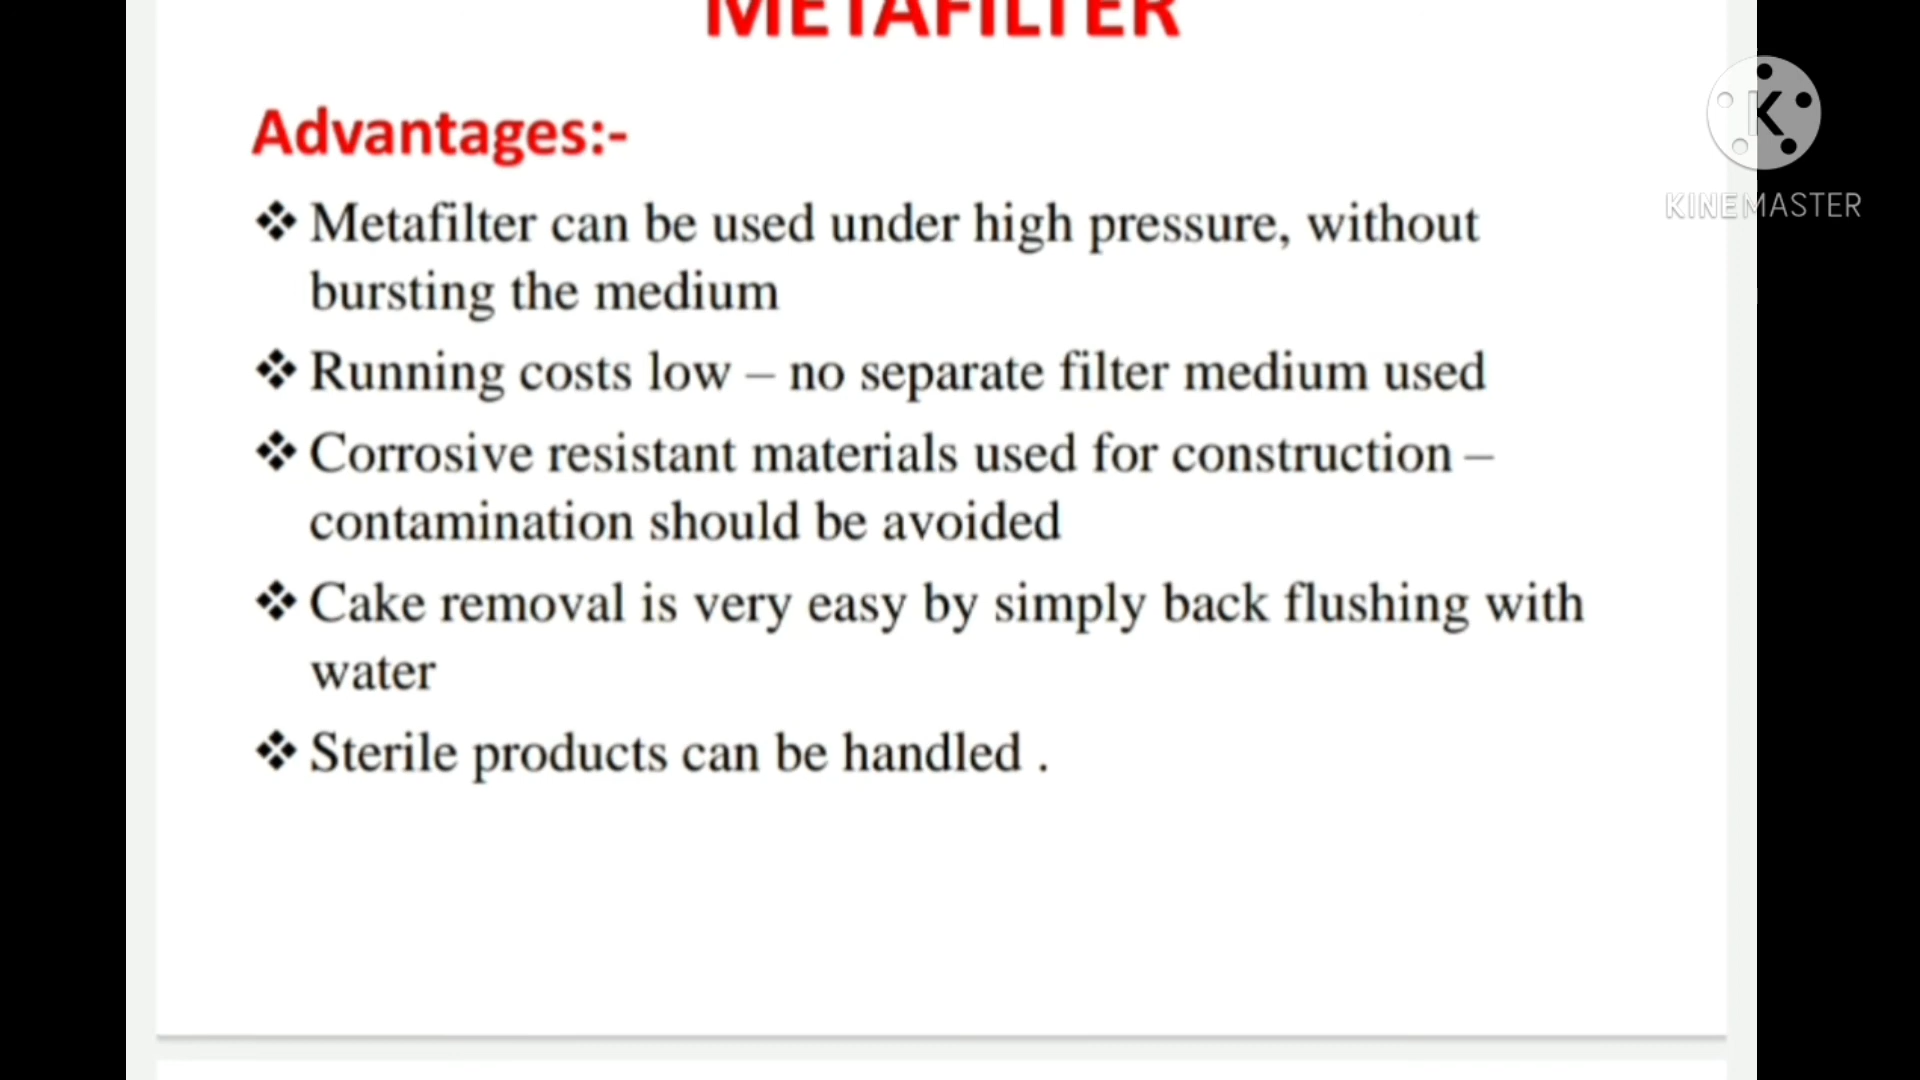 METAFILTER
Advantages:-
❖ Metafilter can be used under high pressure, without
bursting the medium
❖ Running costs low – no separate filter medium used
❖ Corrosive resistant materials used for construction –
contamination should be avoided
❖ Cake removal is very easy by simply back flushing with
water
❖ Sterile products can be handled .
K
KINEMASTER